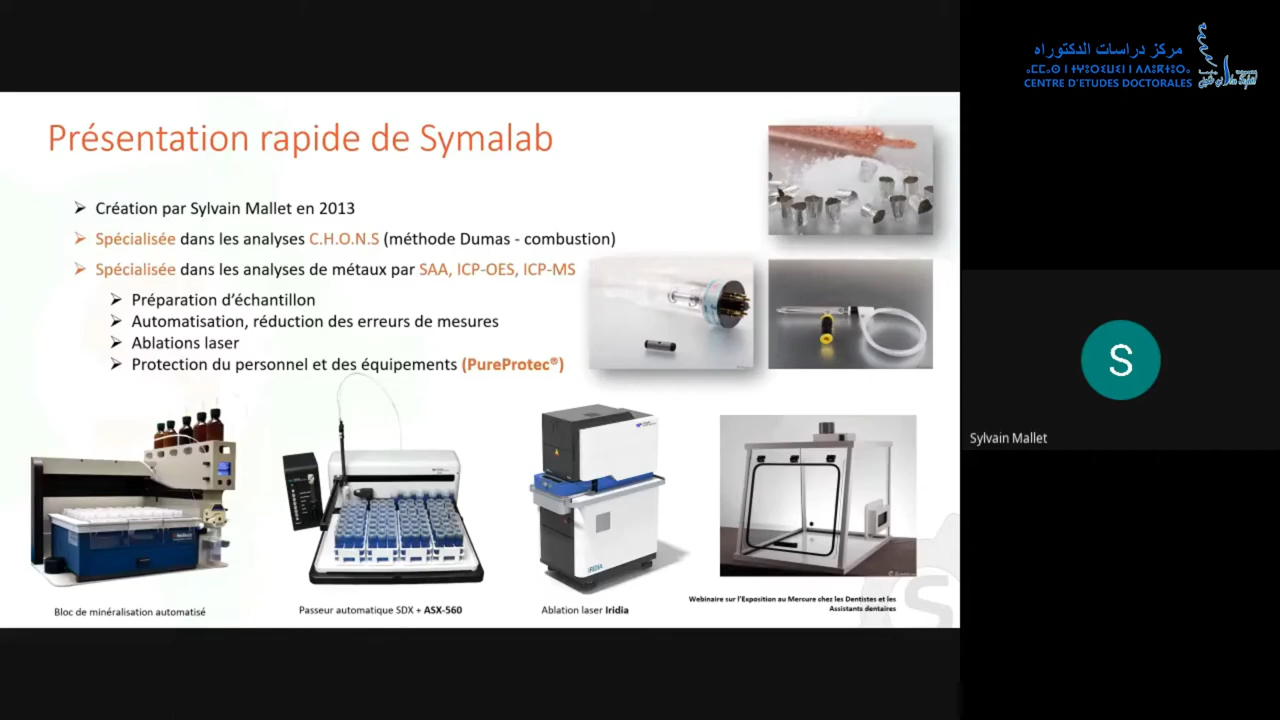 Présentation rapide de Symalab
➢ Création par Sylvain Mallet en 2013
➢ Spécialisée dans les analyses C.H.O.N.S (méthode Dumas - combustion)
➢ Spécialisée dans les analyses de métaux par SAA, ICP-OES, ICP-MS
➢ Préparation d’échantillon
➢ Automatisation, réduction des erreurs de mesures
➢ Ablations laser
➢ Protection du personnel et des équipements (PureProtec®)
Bloc de minéralisation automatisé
Passeur automatique SDX + ASX-560
IRIDIA
Ablation laser Iridia
Webinaire sur l’Exposition au Mercure chez les Dentistes et les
Assistants dentaires
مركز دراسات الدكتوراه
CENTRE D'ETUDES DOCTORALES
S
Sylvain Mallet